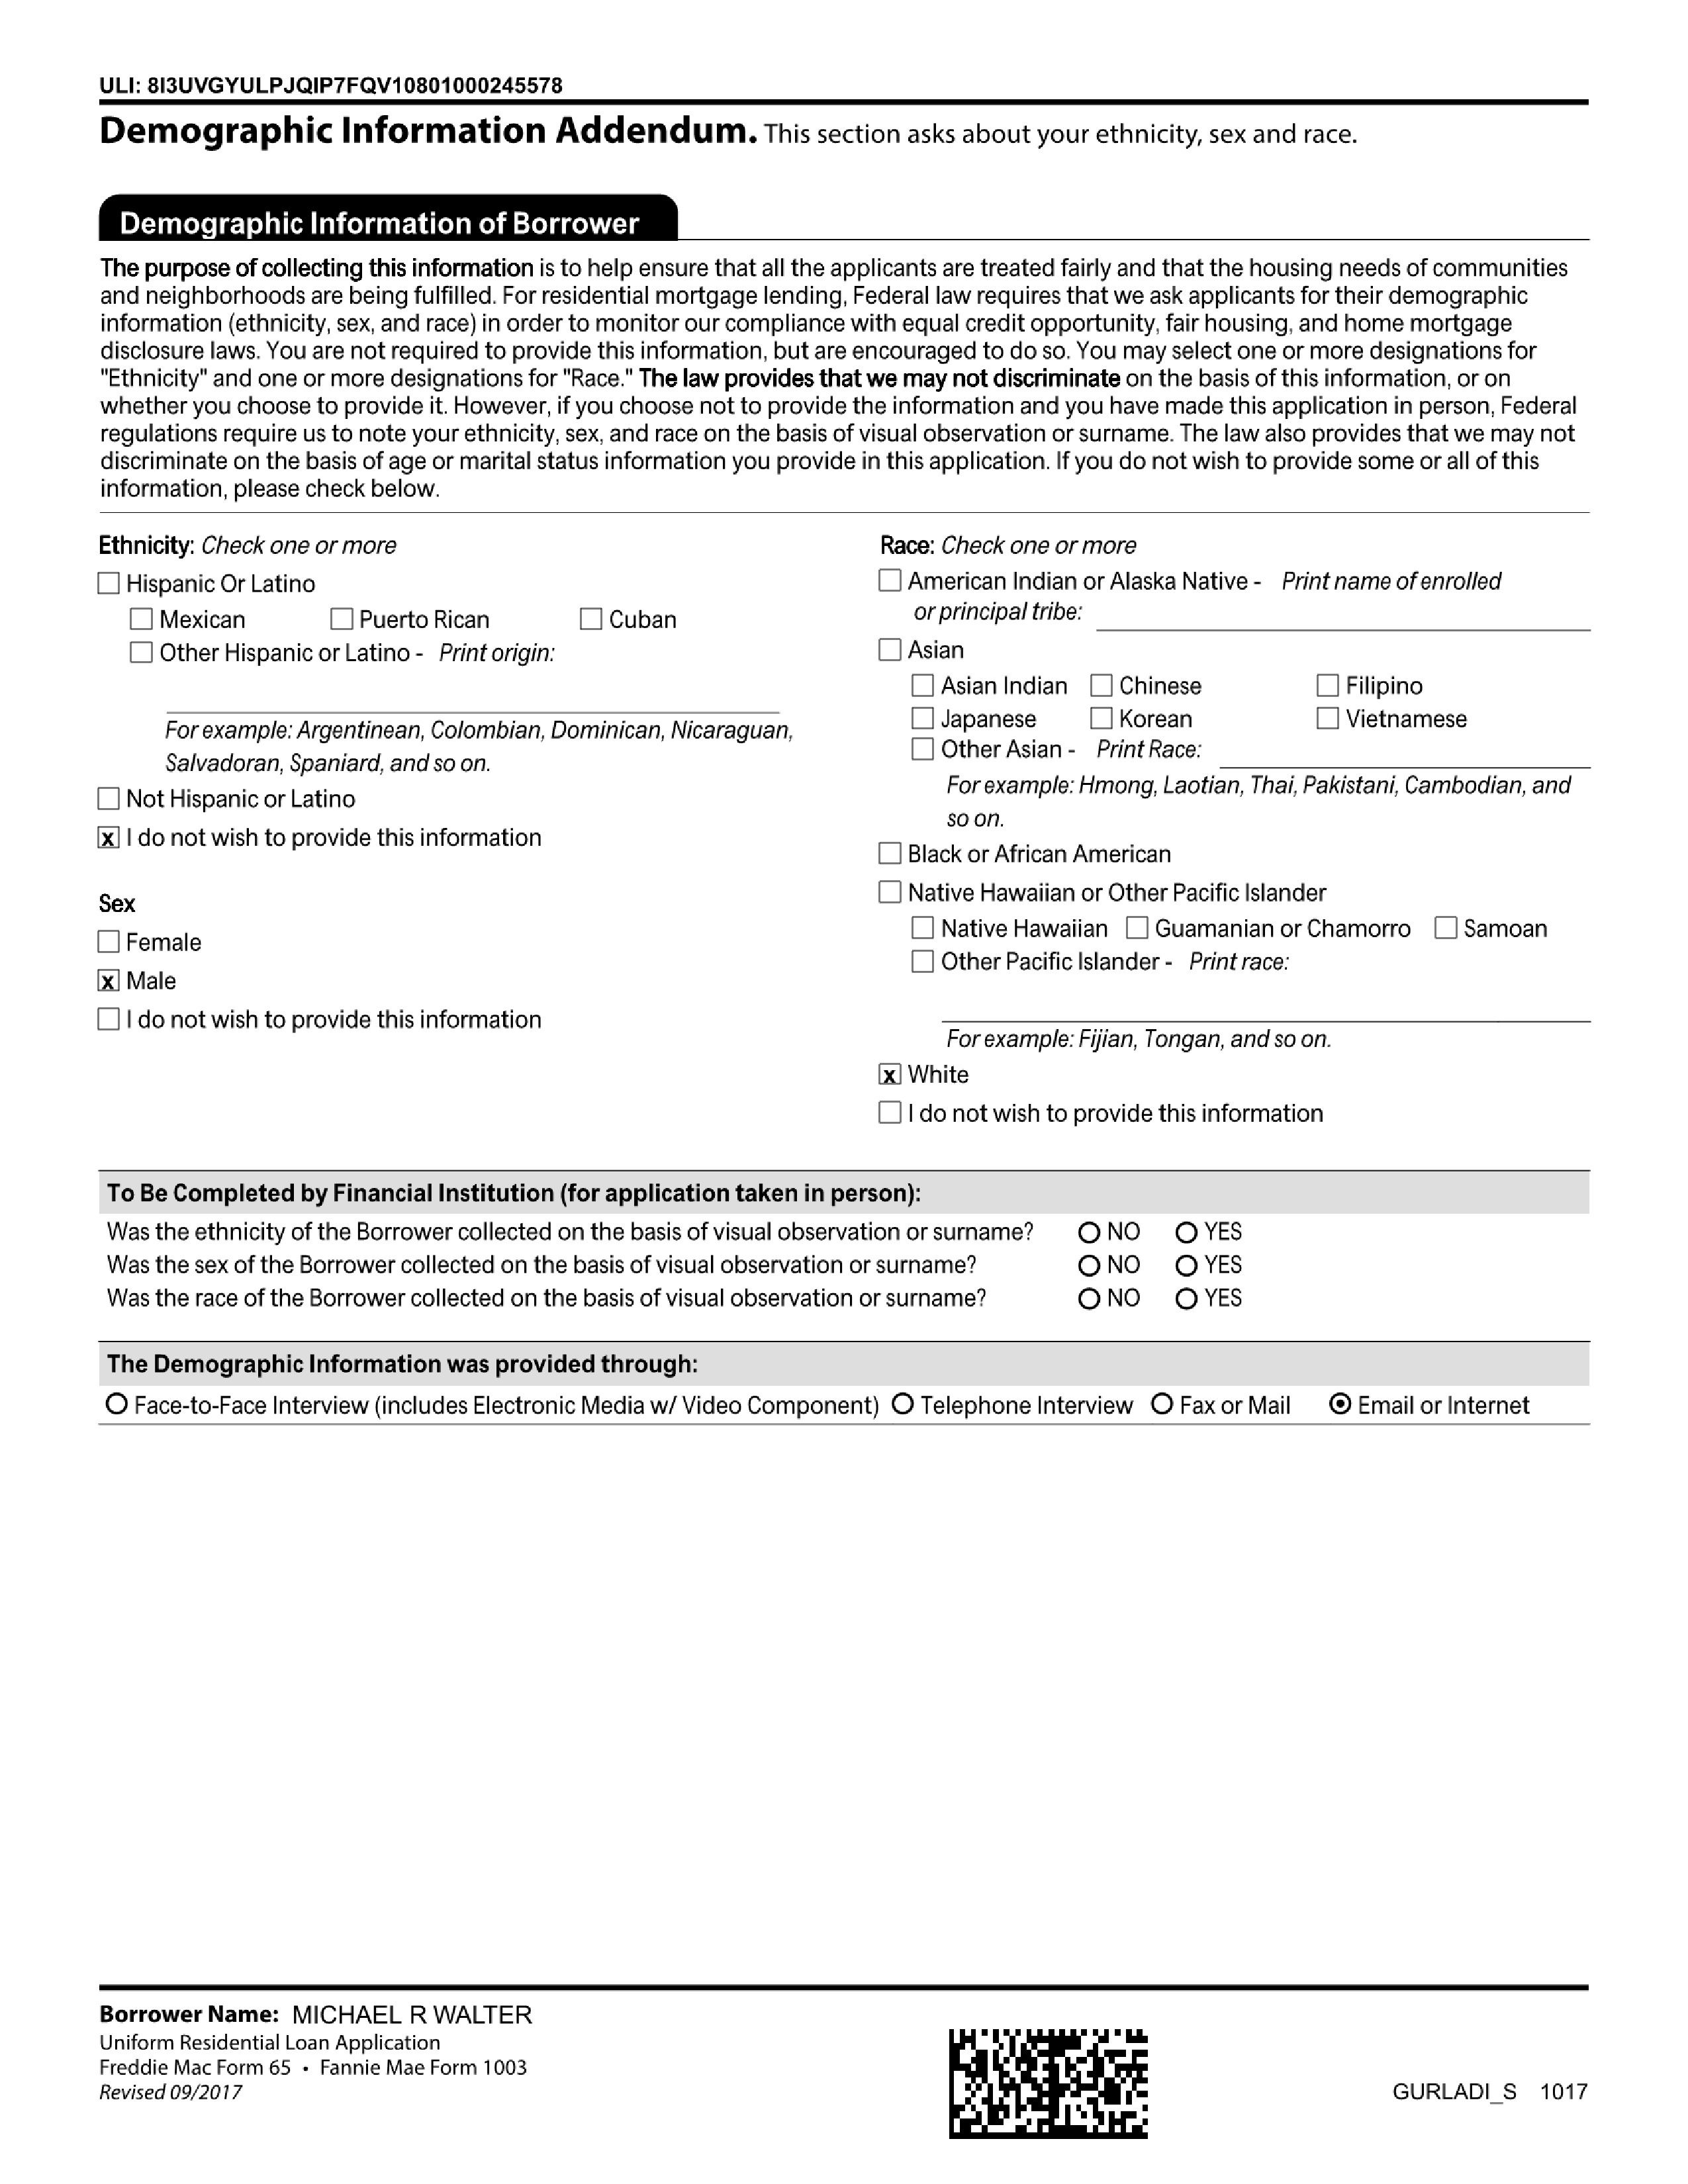 ULI: 8I3UVGYULPJQIP7FQV10801000245578
Demographic Information Addendum. This section asks about your ethnicity, sex and race.
Demographic Information of Borrower
The purpose of collecting this information is to help ensure that all the applicants are treated fairly and that the housing needs of communities
and neighborhoods are being fulfilled. For residential mortgage lending, Federal law requires that we ask applicants for their demographic
information (ethnicity, sex, and race) in order to monitor our compliance with equal credit opportunity, fair housing, and home mortgage
disclosure laws. You are not required to provide this information, but are encouraged to do so. You may select one or more designations for
"Ethnicity" and one or more designations for "Race." The law provides that we may not discriminate on the basis of this information, or on
whether you choose to provide it. However, if you choose not to provide the information and you have made this application in person, Federal
regulations require us to note your ethnicity, sex, and race on the basis of visual observation or surname. The law also provides that we may not
discriminate on the basis of age or marital status information you provide in this application. If you do not wish to provide some or all of this
information, please check below.
Ethnicity: Check one or more
Hispanic Or Latino
Mexican Puerto Rican Cuban
Other Hispanic or Latino - Print origin:
For example: Argentinean, Colombian, Dominican, Nicaraguan,
Salvadoran, Spaniard, and so on.
Not Hispanic or Latino
x I do not wish to provide this information
Sex
Female
x Male
I do not wish to provide this information
Race: Check one or more
American Indian or Alaska Native - Print name of enrolled
or principal tribe:
Asian
Asian Indian Chinese Filipino
Japanese Korean Vietnamese
Other Asian - Print Race:
For example: Hmong, Laotian, Thai, Pakistani, Cambodian, and
so on.
Black or African American
Native Hawaiian or Other Pacific Islander
Native Hawaiian Guamanian or Chamorro Samoan
Other Pacific Islander - Print race:
For example: Fijian, Tongan, and so on.
x White
I do not wish to provide this information
To Be Completed by Financial Institution (for application taken in person):
Was the ethnicity of the Borrower collected on the basis of visual observation or surname? NO YES
Was the sex of the Borrower collected on the basis of visual observation or surname? NO YES
Was the race of the Borrower collected on the basis of visual observation or surname? NO YES
The Demographic Information was provided through:
Face-to-Face Interview (includes Electronic Media w/ Video Component) Telephone Interview Fax or Mail Email or Internet
Borrower Name: MICHAEL R WALTER
Uniform Residential Loan Application
Freddie Mac Form 65 • Fannie Mae Form 1003
Revised 09/2017
GURLADI_S 1017